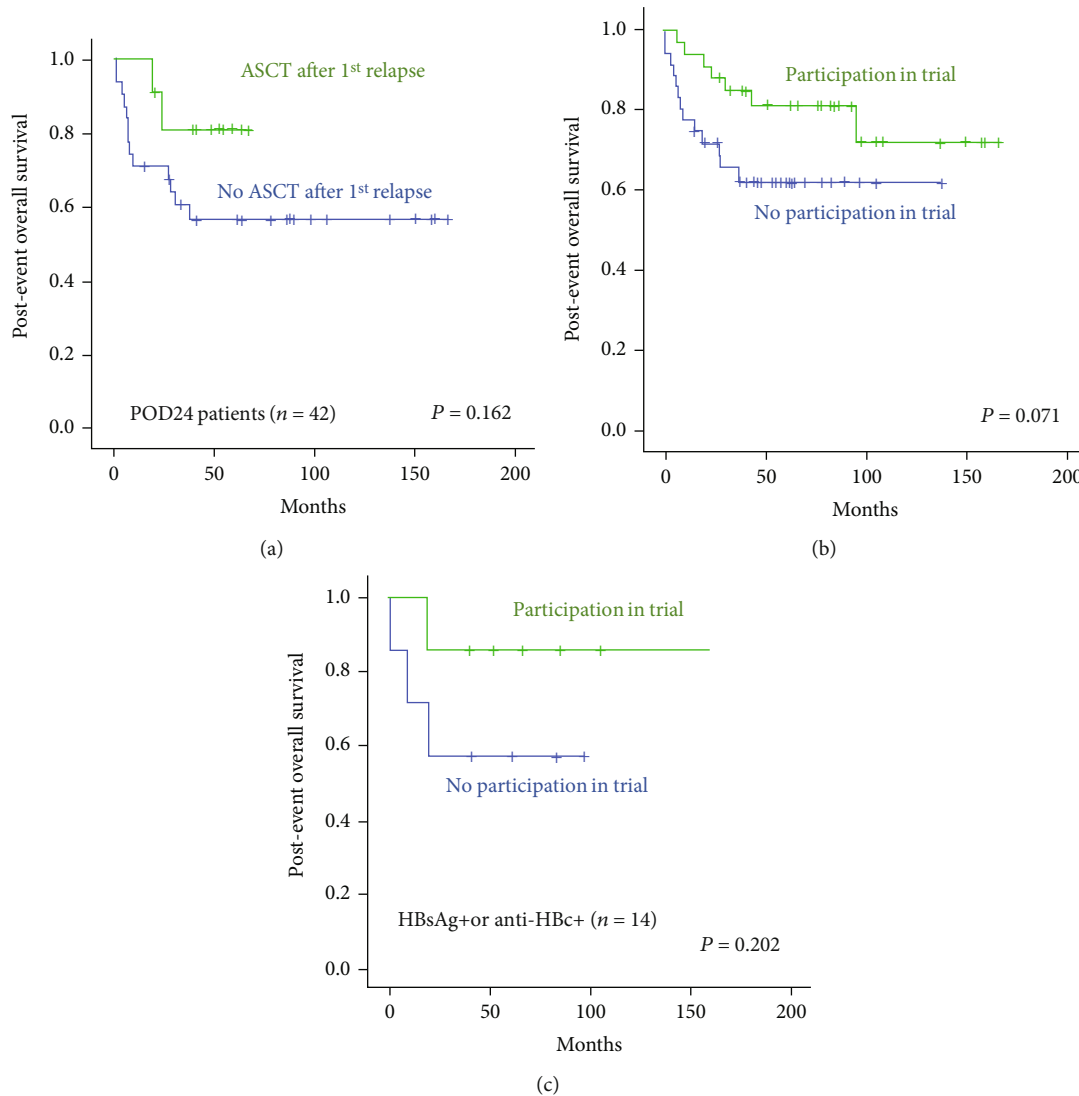 1.0
0.8
0.6
0.4
0.2
0.0
Post-event overall survival
ASCT after 1st relapse
No ASCT after 1st relapse
POD24 patients (n = 42)
P = 0.162
0 50 100 150 200
Months
(a)
1.0
0.8
0.6
0.4
0.2
0.0
Post-event overall survival
Participation in trial
No participation in trial
P = 0.071
0 50 100 150 200
Months
(b)
1.0
0.8
0.6
0.4
0.2
0.0
Post-event overall survival
Participation in trial
No participation in trial
HBsAg+or anti-HBc+ (n = 14)
P = 0.202
0 50 100 150 200
Months
(c)